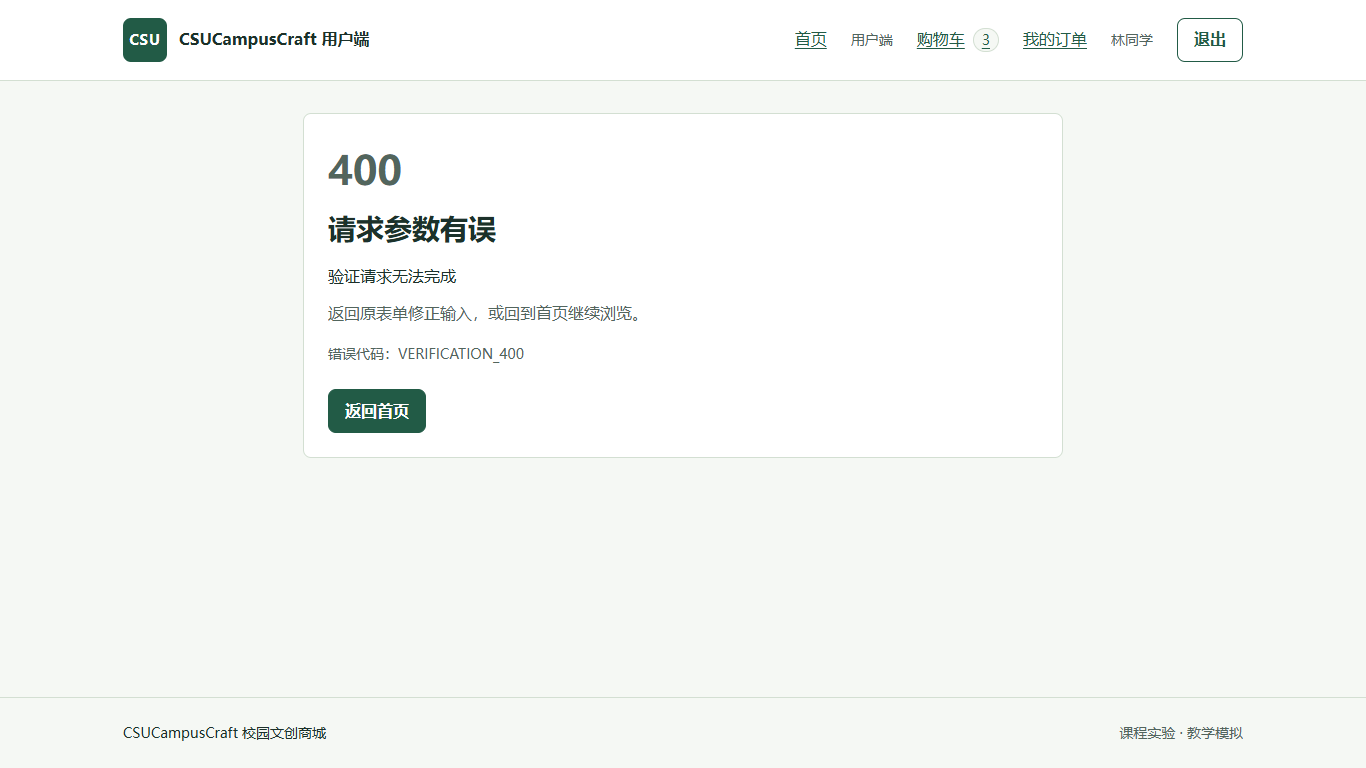 CSU CSUCampusCraft 用户端 首页 用户端 购物车 3 我的订单 林同学 退出
400
请求参数有误
验证请求无法完成
返回原表单修正输入，或回到首页继续浏览。
错误代码：VERIFICATION_400
返回首页
CSUCampusCraft 校园文创商城 课程实验 · 教学模拟